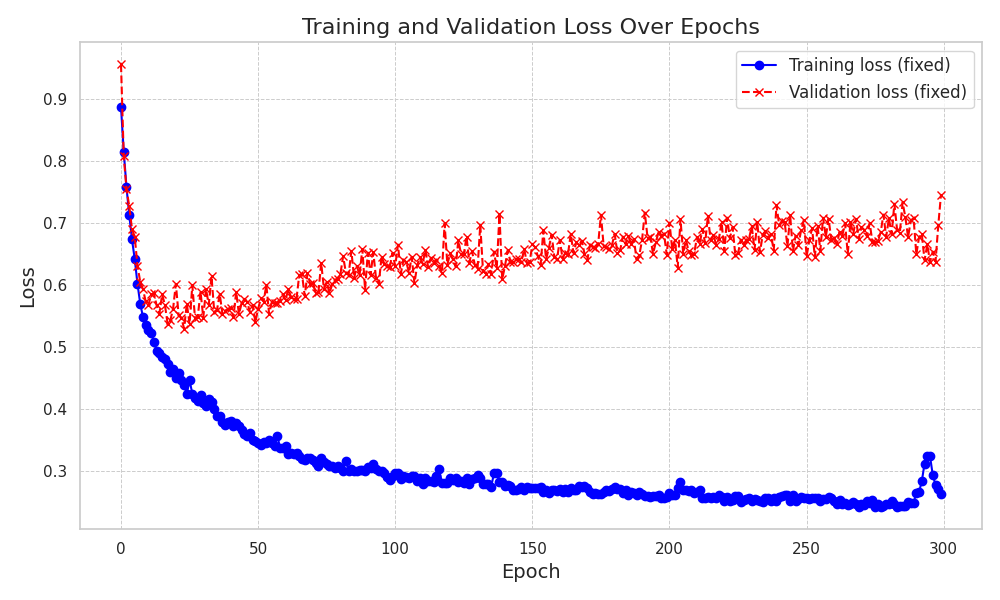 Training and Validation Loss Over Epochs
Training loss (fixed)
Validation loss (fixed)
Loss
0.9
0.8
0.7
0.6
0.5
0.4
0.3
0 50 100 150 200 250 300
Epoch